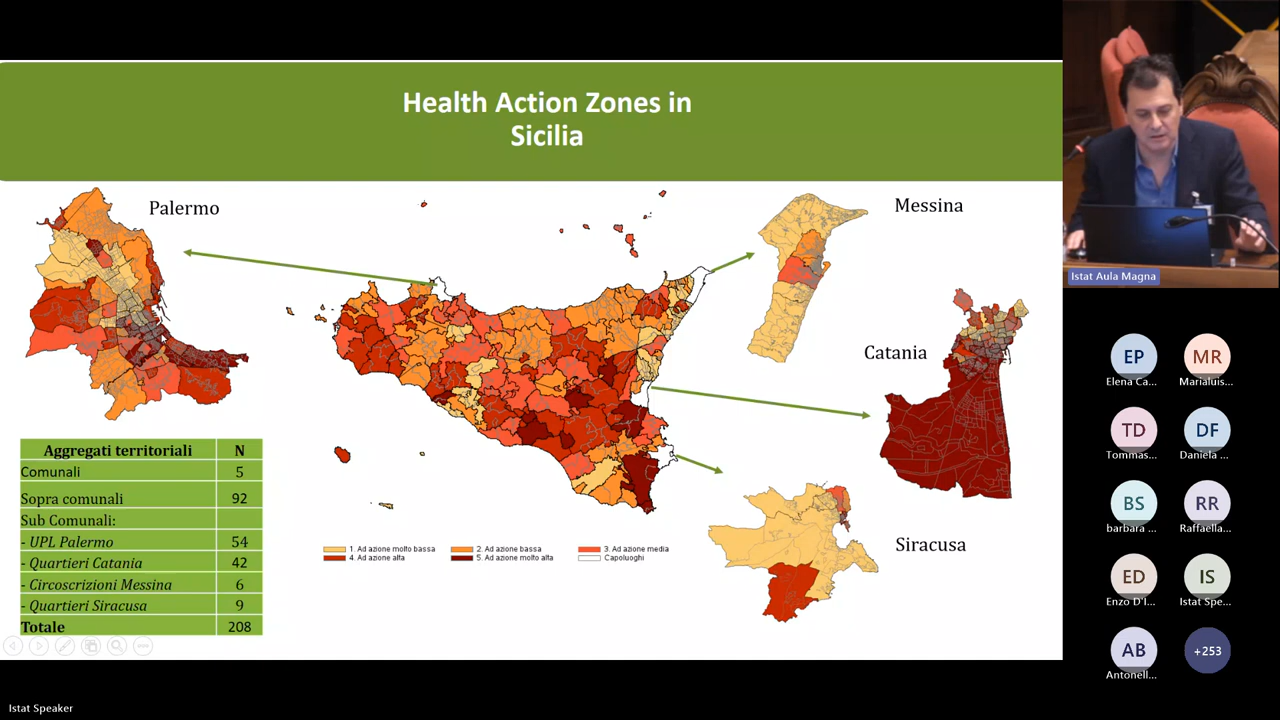 Health Action Zones in
Sicilia
Palermo
Messina
Catania
Siracusa
Aggregati territoriali N
Comunali 5
Sopra comunali 92
Sub Comunali:
- UPL Palermo 54
- Quartieri Catania 42
- Circoscrizioni Messina 6
- Quartieri Siracusa 9
Totale 208
1. Ad azione molto bassa 2. Ad azione bassa 3. Ad azione media
4. Ad azione alta 5. Ad azione molto alta Capoluoghi
Istat Aula Magna
EP MR
Elena Ca... Marialuis...
TD DF
Tommas... Daniela ...
BS RR
barbara ... Raffaella...
ED IS
Enzo D'I... Istat Spe...
AB +253
Antonell...
Istat Speaker